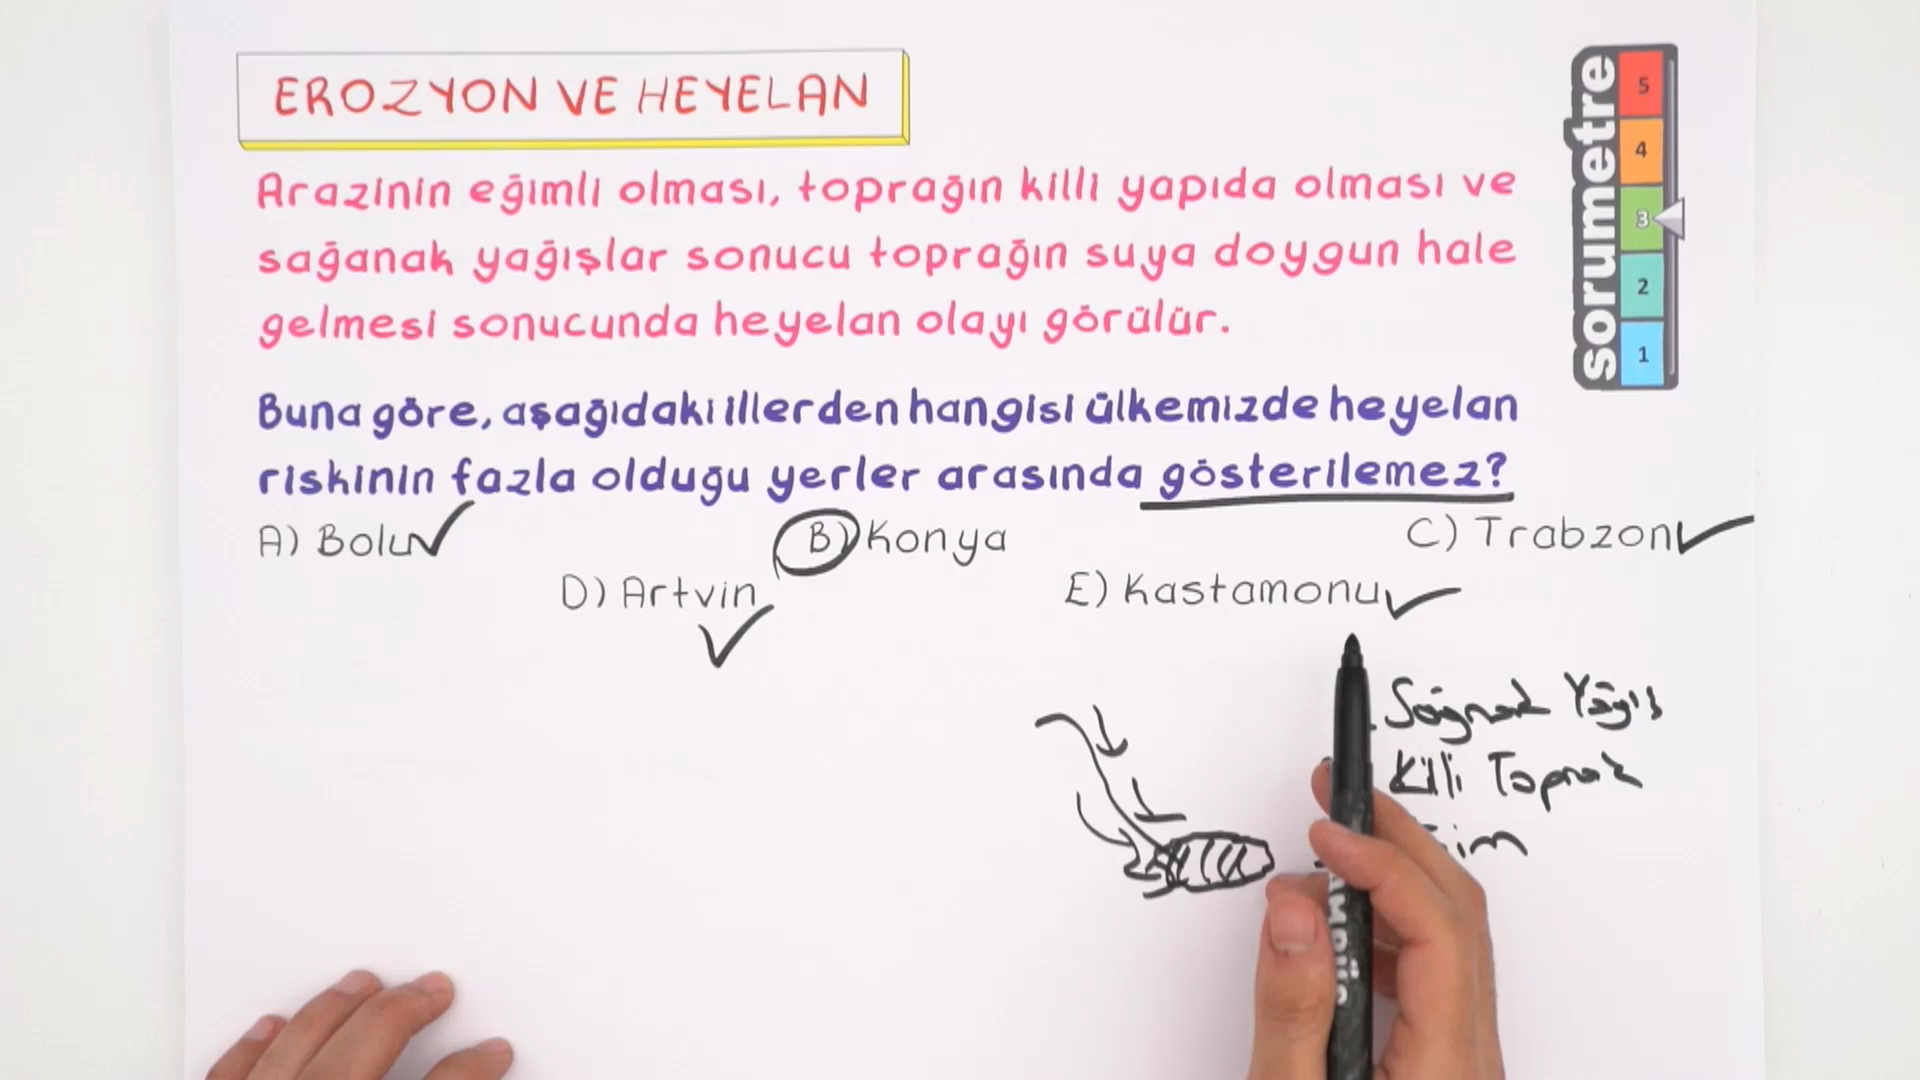 EROZYON VE HEYELAN
Arazinin eğimli olması, toprağın killi yapıda olması ve
sağanak yağışlar sonucu toprağın suya doygun hale
gelmesi sonucunda heyelan olayı görülür.
Buna göre, aşağıdaki illerden hangisi ülkemizde heyelan
riskinin fazla olduğu yerler arasında gösterilemez?
A) Bolu
B) Konya
C) Trabzon
D) Artvin
E) Kastamonu
Yağış
Killi Toprak
sorumetre
5
4
3
2
1